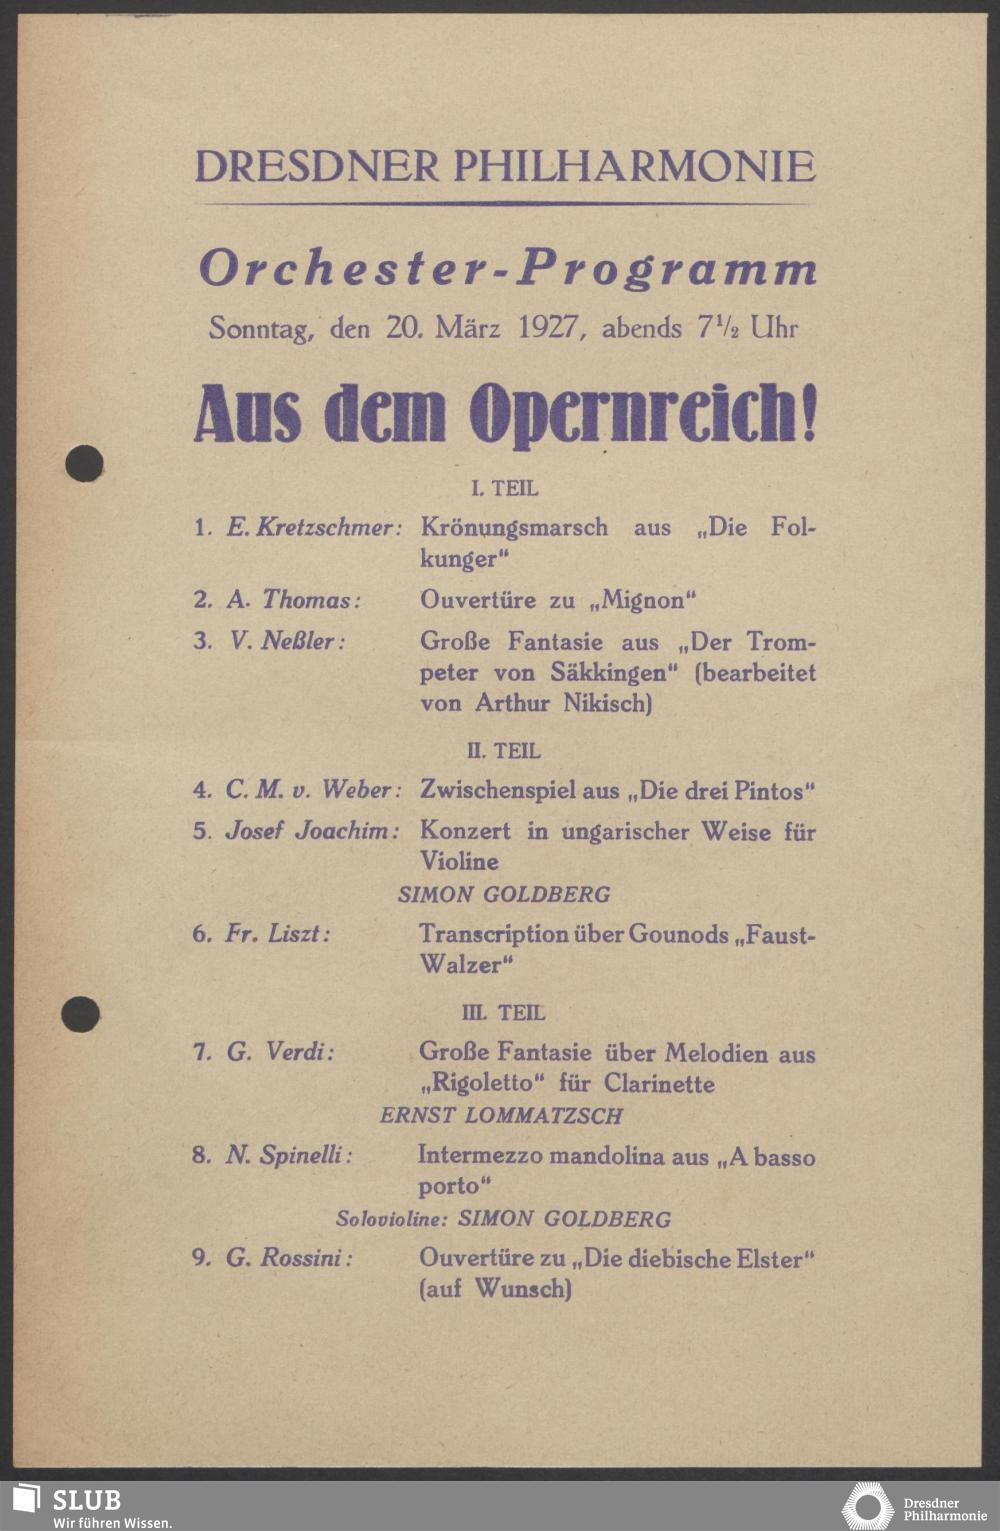 DRESDNER PHILHARMONIE
Orchester-Programm
Sonntag, den 20. März 1927, abends 7½ Uhr
Aus dem Opernreich!
I. TEIL
1. E. Kretzschmer: Krönungsmarsch aus „Die Fol-
kunger“
2. A. Thomas: Ouvertüre zu „Mignon“
3. V. Neßler: Große Fantasie aus „Der Trom-
peter von Säkkingen“ (bearbeitet
von Arthur Nikisch)
II. TEIL
4. C. M. v. Weber: Zwischenspiel aus „Die drei Pintos“
5. Josef Joachim: Konzert in ungarischer Weise für
Violine
SIMON GOLDBERG
6. Fr. Liszt: Transcription über Gounods „Faust-
Walzer“
III. TEIL
7. G. Verdi: Große Fantasie über Melodien aus
„Rigoletto“ für Clarinette
ERNST LOMMATZSCH
8. N. Spinelli: Intermezzo mandolina aus „A basso
porto“
Solovioline: SIMON GOLDBERG
9. G. Rossini: Ouvertüre zu „Die diebische Elster“
(auf Wunsch)
SLUB
Wir führen Wissen.
Dresdner
Philharmonie